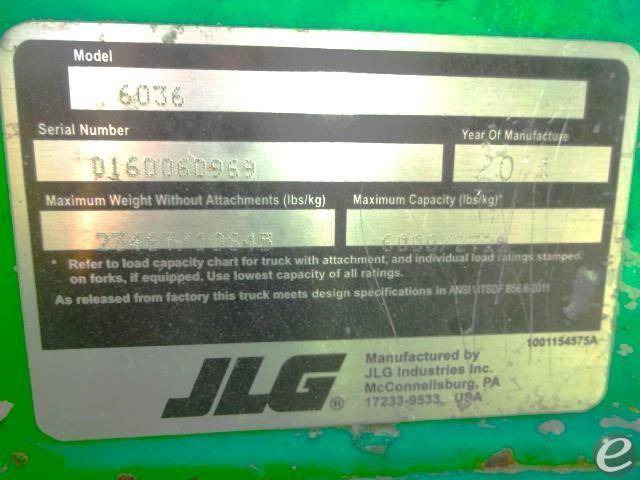 Model
6036
Serial Number
Year Of Manufacture
0160060969
Maximum Weight Without Attachments (lbs/kg)
Maximum Capacity (lbs/kg)*
* Refer to load capacity chart for truck with attachment, and individual load ratings stamped
on forks, if equipped. Use lowest capacity of all ratings.
As released from factory this truck meets design specifications in ANSI \ ITSDF B56.6-2011
1001154575A
JLG ®
Manufactured by
JLG Industries Inc.
McConnellsburg, PA
17233-9533 USA
e